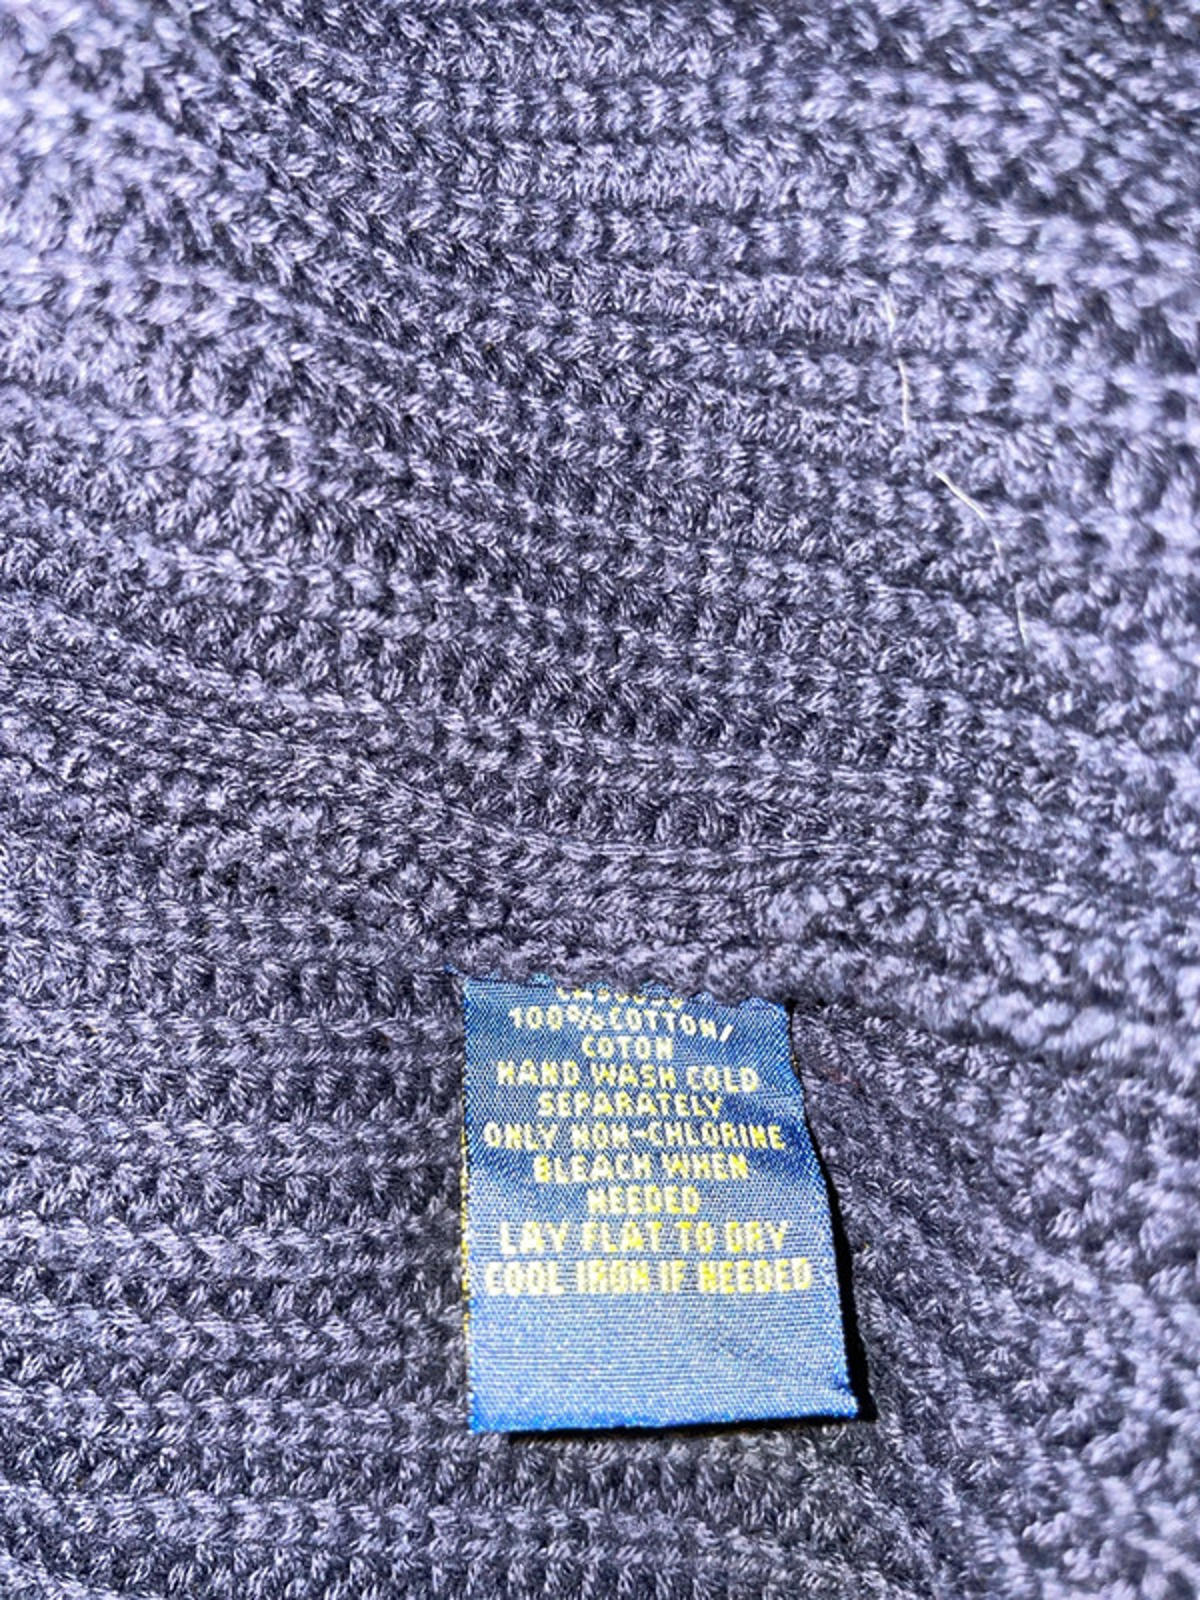 100% COTTON/
COTON
HAND WASH COLD
SEPARATELY
ONLY NON-CHLORINE
BLEACH WHEN
NEEDED
LAY FLAT TO DRY
COOL IRON IF NEEDED